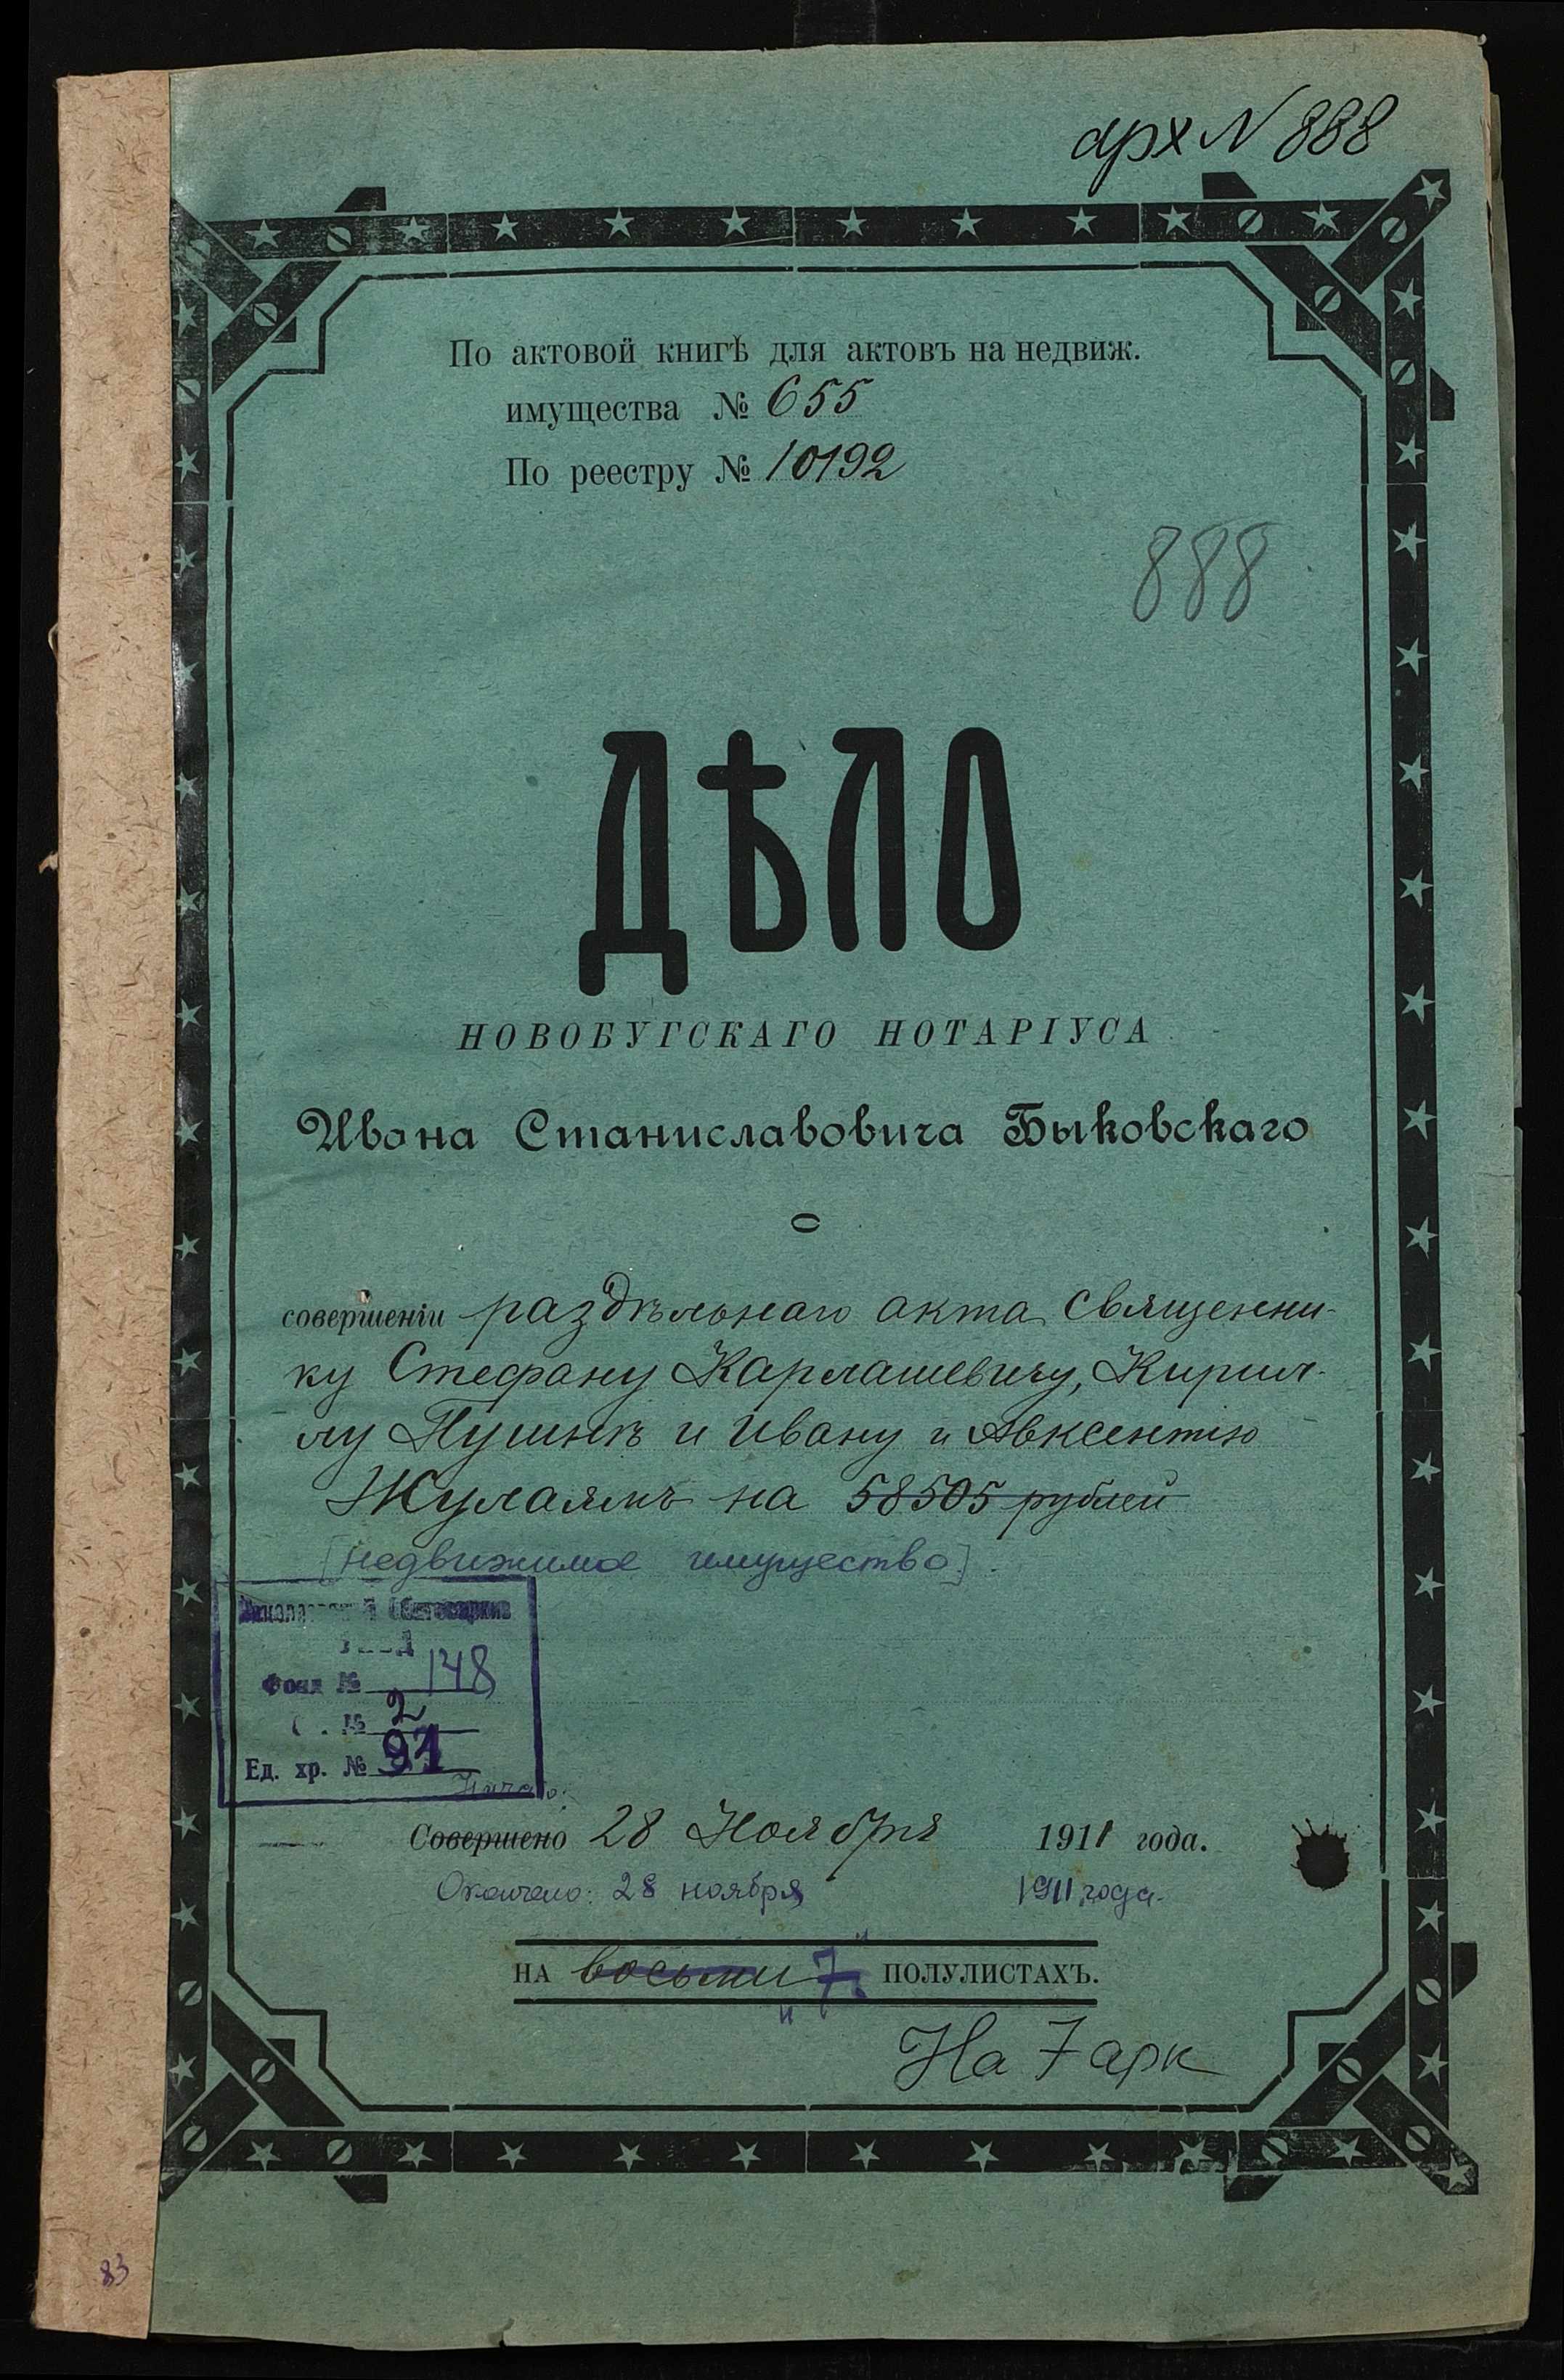 арх N 888
По актовой книгѣ для актовъ на недвиж.
имущества № 655
По реестру № 10192
888
ДѢЛО
НОВОБУГСКАГО НОТАРІУСА
Ивана Станиславовича Быковскаго
о
совершеніи раздѣльнаго акта священни-
ку Стефану Карлашевичу, Кирил-
лу Пушинѣ и Ивану и Авксентію
Жулаямъ на 58505 рублей
[недвижимое имущество].
Фонд № 148
№ 2
Ед. хр. № 91
Начато:
Совершено 28 Ноября 1911 года.
Окончено: 28 ноября 1911 года.
НА восьми 7 ПОЛУЛИСТАХЪ.
На 7 арк
83